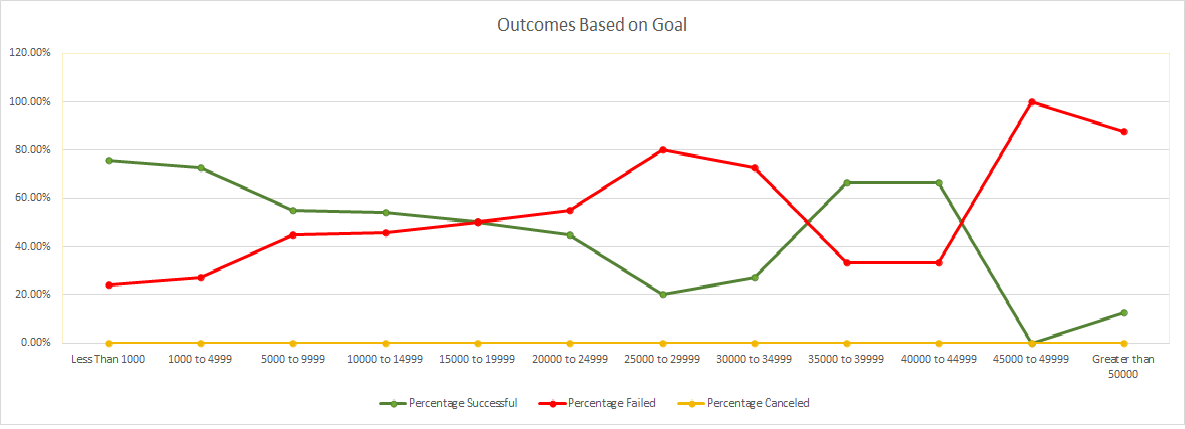 Outcomes Based on Goal
120.00%
100.00%
80.00%
60.00%
40.00%
20.00%
0.00%
Less Than 1000 1000 to 4999 5000 to 9999 10000 to 14999 15000 to 19999 20000 to 24999 25000 to 29999 30000 to 34999 35000 to 39999 40000 to 44999 45000 to 49999 Greater than
50000
Percentage Successful Percentage Failed Percentage Canceled